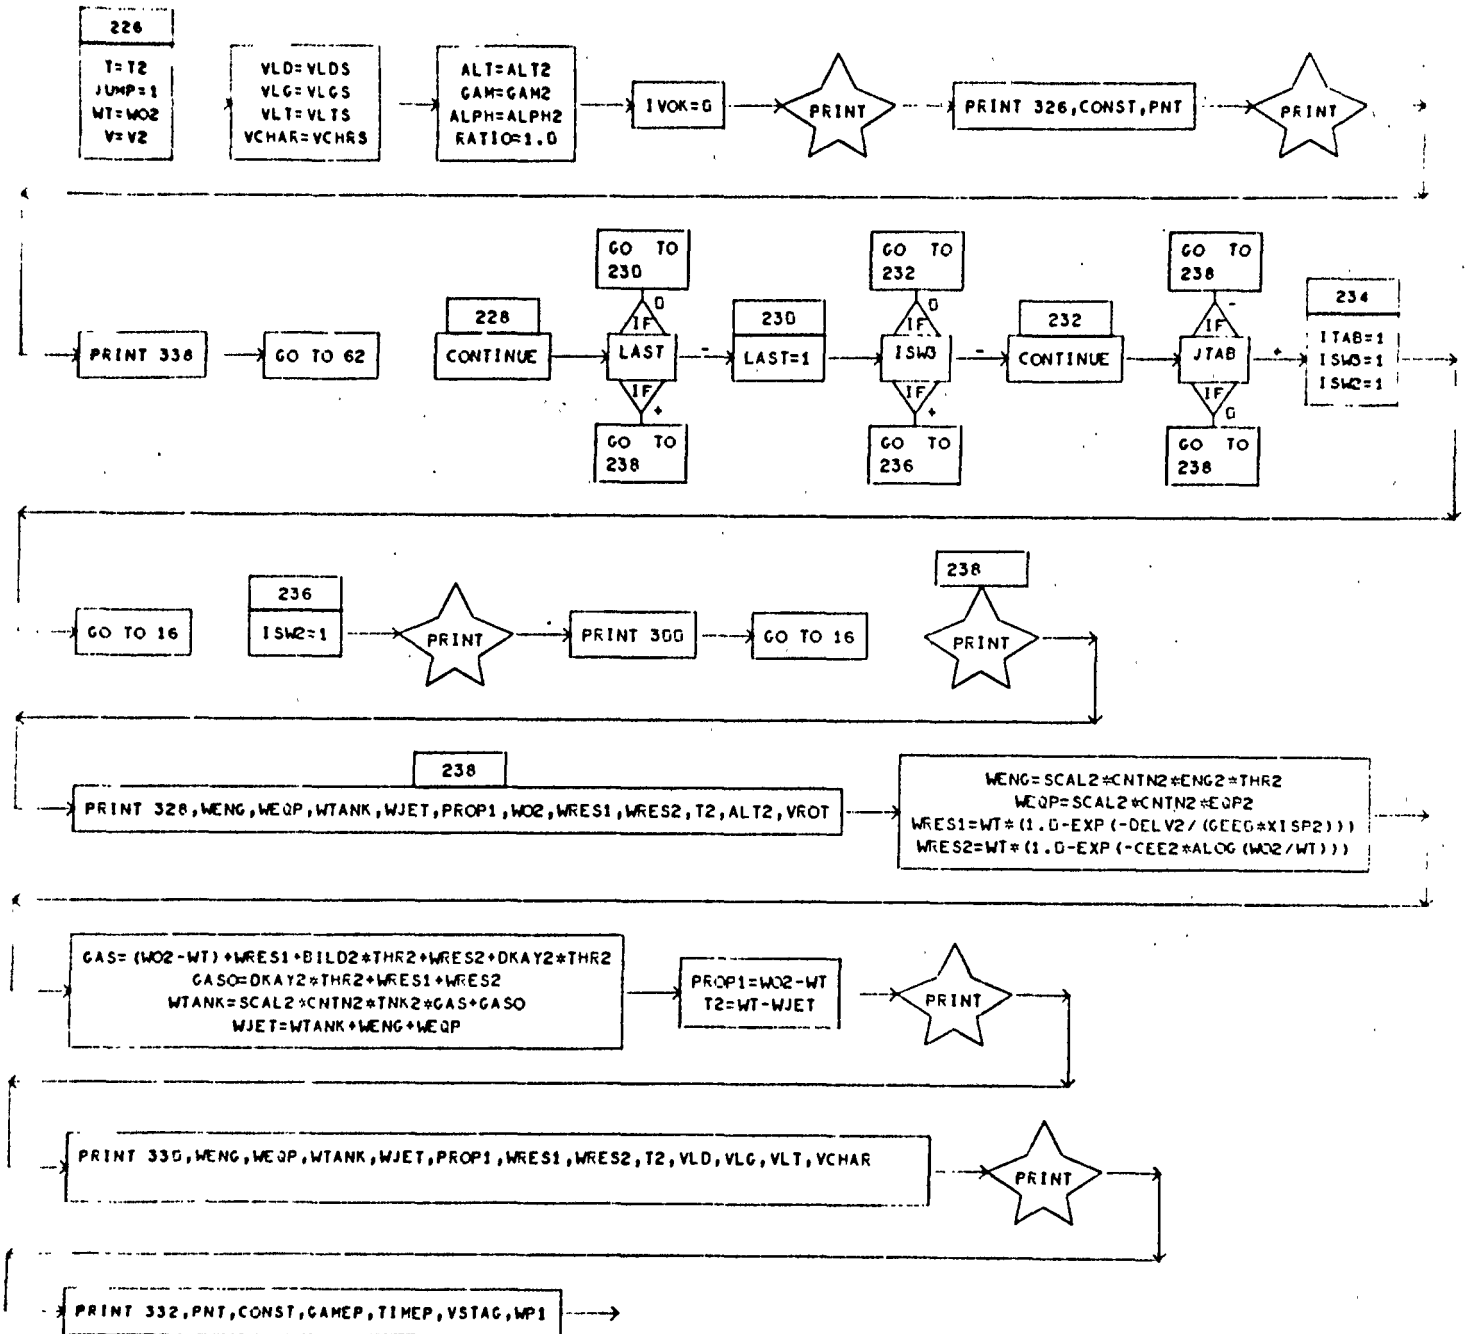 226
T=T2
JUMP=1
WT=WO2
V=V2
VLD=VLDS
VLG=VLGS
VLT=VLTS
VCHAR=VCHRS
ALT=ALT2
GAM=GAM2
ALPH=ALPH2
RATIO=1.0
IVOK=0
PRINT
PRINT 326,CONST,PNT
PRINT
PRINT 338
GO TO 62
228
CONTINUE
GO TO
230
0
IF
LAST
-
IF
+
GO TO
238
230
LAST=1
GO TO
232
0
IF
ISW3
-
IF
+
GO TO
236
232
CONTINUE
GO TO
238
-
IF
JTAB
+
IF
0
GO TO
238
234
ITAB=1
ISW3=1
ISW2=1
GO TO 16
236
ISW2=1
PRINT
PRINT 300
GO TO 16
238
PRINT
238
PRINT 328,WENG,WEQP,WTANK,WJET,PROP1,WO2,WRES1,WRES2,T2,ALT2,VROT
WENG=SCAL2*CNTN2*ENG2*THR2
WEQP=SCAL2*CNTN2*EQP2
WRES1=WT*(1.0-EXP(-DELV2/(GEEO*XISP2)))
WRES2=WT*(1.0-EXP(-CEE2*ALOG(WO2/WT)))
GAS=(WO2-WT)+WRES1+BILD2*THR2+WRES2+DKAY2*THR2
GASO=DKAY2*THR2+WRES1+WRES2
WTANK=SCAL2*CNTN2*TNK2*GAS+GASO
WJET=WTANK+WENG+WEQP
PROP1=WO2-WT
T2=WT-WJET
PRINT
PRINT 330,WENG,WEQP,WTANK,WJET,PROP1,WRES1,WRES2,T2,VLD,VLG,VLT,VCHAR
PRINT
PRINT 332,PNT,CONST,GAMEP,TIMEP,VSTAG,WP1